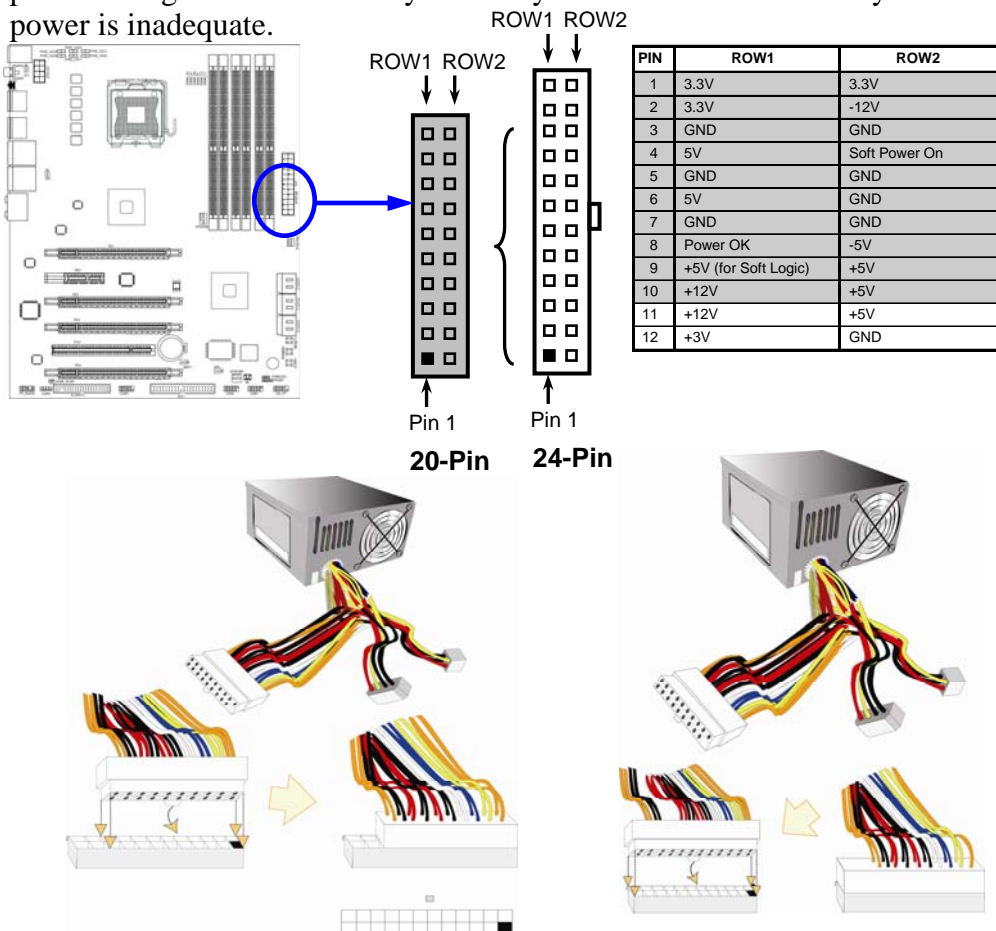 power is inadequate.
ROW1 ROW2
ROW1 ROW2
PIN ROW1 ROW2
1 3.3V 3.3V
2 3.3V -12V
3 GND GND
4 5V Soft Power On
5 GND GND
6 5V GND
7 GND GND
8 Power OK -5V
9 +5V (for Soft Logic) +5V
10 +12V +5V
11 +12V +5V
12 +3V GND
Pin 1 Pin 1
20-Pin 24-Pin